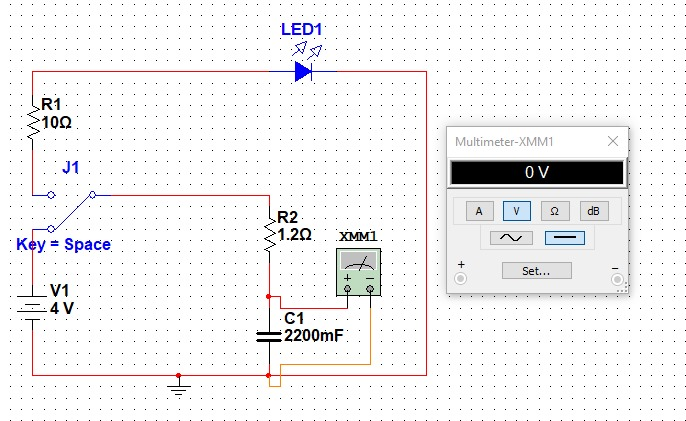 LED1
R1
10Ω
J1
Key = Space
R2
1.2Ω
XMM1
+ −
V1
4 V
C1
2200mF
Multimeter-XMM1
0 V
A V Ω dB
+ −
Set...